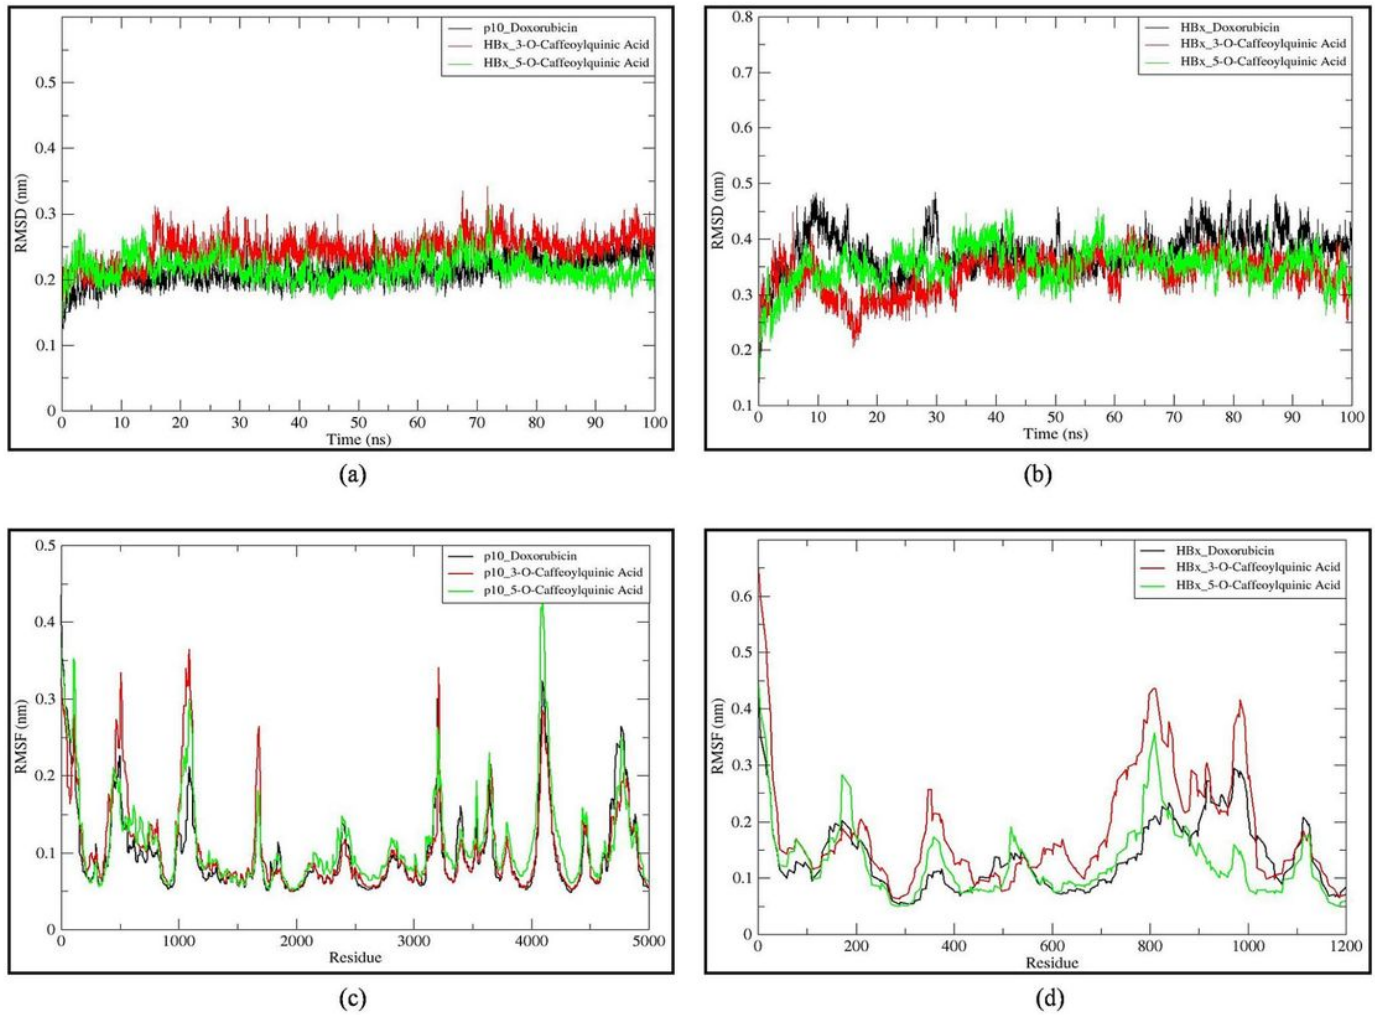 p10_Doxorubicin
HBx_3-O-Caffeoylquinic Acid
HBx_5-O-Caffeoylquinic Acid
0.5
0.4
0.3
0.2
0.1
0
RMSD (nm)
0 10 20 30 40 50 60 70 80 90 100
Time (ns)
(a)
HBx_Doxorubicin
HBx_3-O-Caffeoylquinic Acid
HBx_5-O-Caffeoylquinic Acid
0.8
0.7
0.6
0.5
0.4
0.3
0.2
0.1
RMSD (nm)
0 10 20 30 40 50 60 70 80 90 100
Time (ns)
(b)
p10_Doxorubicin
p10_3-O-Caffeoylquinic Acid
p10_5-O-Caffeoylquinic Acid
0.5
0.4
0.3
0.2
0.1
0
RMSF (nm)
0 1000 2000 3000 4000 5000
Residue
(c)
HBx_Doxorubicin
HBx_3-O-Caffeoylquinic Acid
HBx_5-O-Caffeoylquinic Acid
0.6
0.5
0.4
0.3
0.2
0.1
0
RMSF (nm)
0 200 400 600 800 1000 1200
Residue
(d)